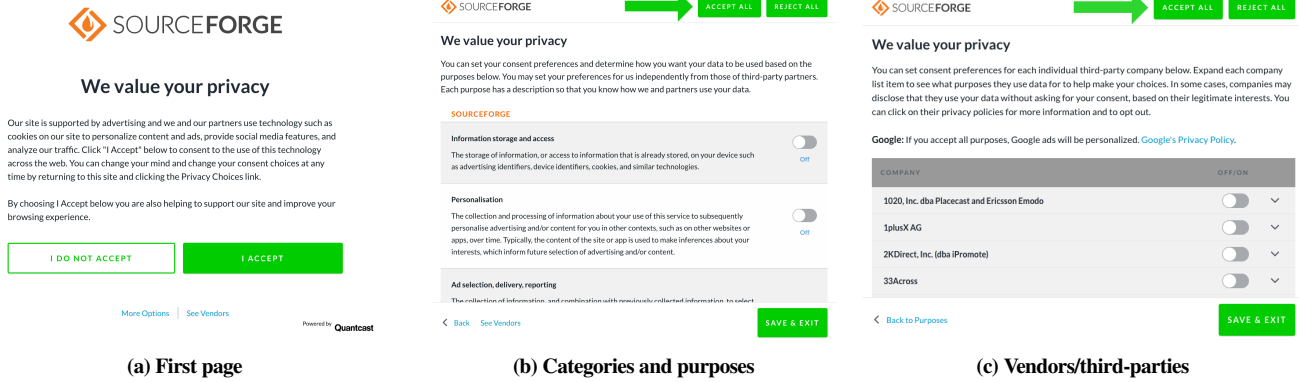 SOURCEFORGE
We value your privacy
Our site is supported by advertising and we and our partners use technology such as
cookies on our site to personalize content and ads, provide social media features, and
analyze our traffic. Click "I Accept" below to consent to the use of this technology
across the web. You can change your mind and change your consent choices at any
time by returning to this site and clicking the Privacy Choices link.
By choosing I Accept below you are also helping to support our site and improve your
browsing experience.
I DO NOT ACCEPT
I ACCEPT
More Options
See Vendors
Powered by Quantcast
(a) First page
SOURCEFORGE
ACCEPT ALL
REJECT ALL
We value your privacy
You can set your consent preferences and determine how you want your data to be used based on the
purposes below. You may set your preferences for us independently from those of third-party partners.
Each purpose has a description so that you know how we and partners use your data.
SOURCEFORGE
Information storage and access
The storage of information, or access to information that is already stored, on your device such
as advertising identifiers, device identifiers, cookies, and similar technologies.
Off
Personalisation
The collection and processing of information about your use of this service to subsequently
personalise advertising and/or content for you in other contexts, such as on other websites or
apps, over time. Typically, the content of the site or app is used to make inferences about your
interests, which inform future selection of advertising and/or content.
Off
Ad selection, delivery, reporting
The collection of information, and combination with previously collected information, to select
Back
See Vendors
SAVE & EXIT
(b) Categories and purposes
SOURCEFORGE
ACCEPT ALL
REJECT ALL
We value your privacy
You can set consent preferences for each individual third-party company below. Expand each company
list item to see what purposes they use data for to help make your choices. In some cases, companies may
disclose that they use your data without asking for your consent, based on their legitimate interests. You
can click on their privacy policies for more information and to opt out.
Google: If you accept all purposes, Google ads will be personalized. Google's Privacy Policy.
COMPANY
OFF/ON
1020, Inc. dba Placecast and Ericsson Emodo
1plusX AG
2KDirect, Inc. (dba iPromote)
33Across
Back to Purposes
SAVE & EXIT
(c) Vendors/third-parties